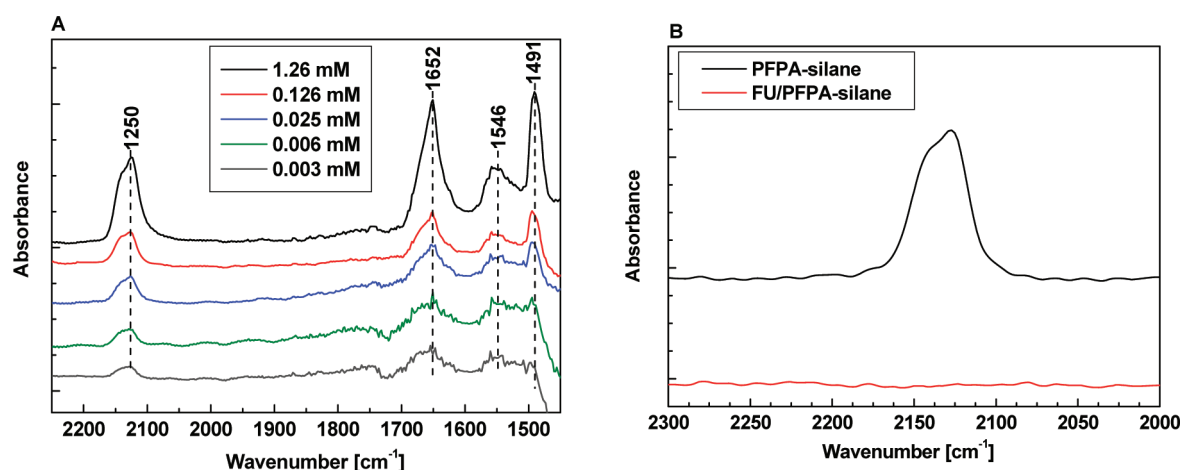 A
1250
1652
1546
1491
1.26 mM
0.126 mM
0.025 mM
0.006 mM
0.003 mM
Absorbance
2200 2100 2000 1900 1800 1700 1600 1500
Wavenumber [cm-1]
B
PFPA-silane
FU/PFPA-silane
Absorbance
2300 2250 2200 2150 2100 2050 2000
Wavenumber [cm-1]